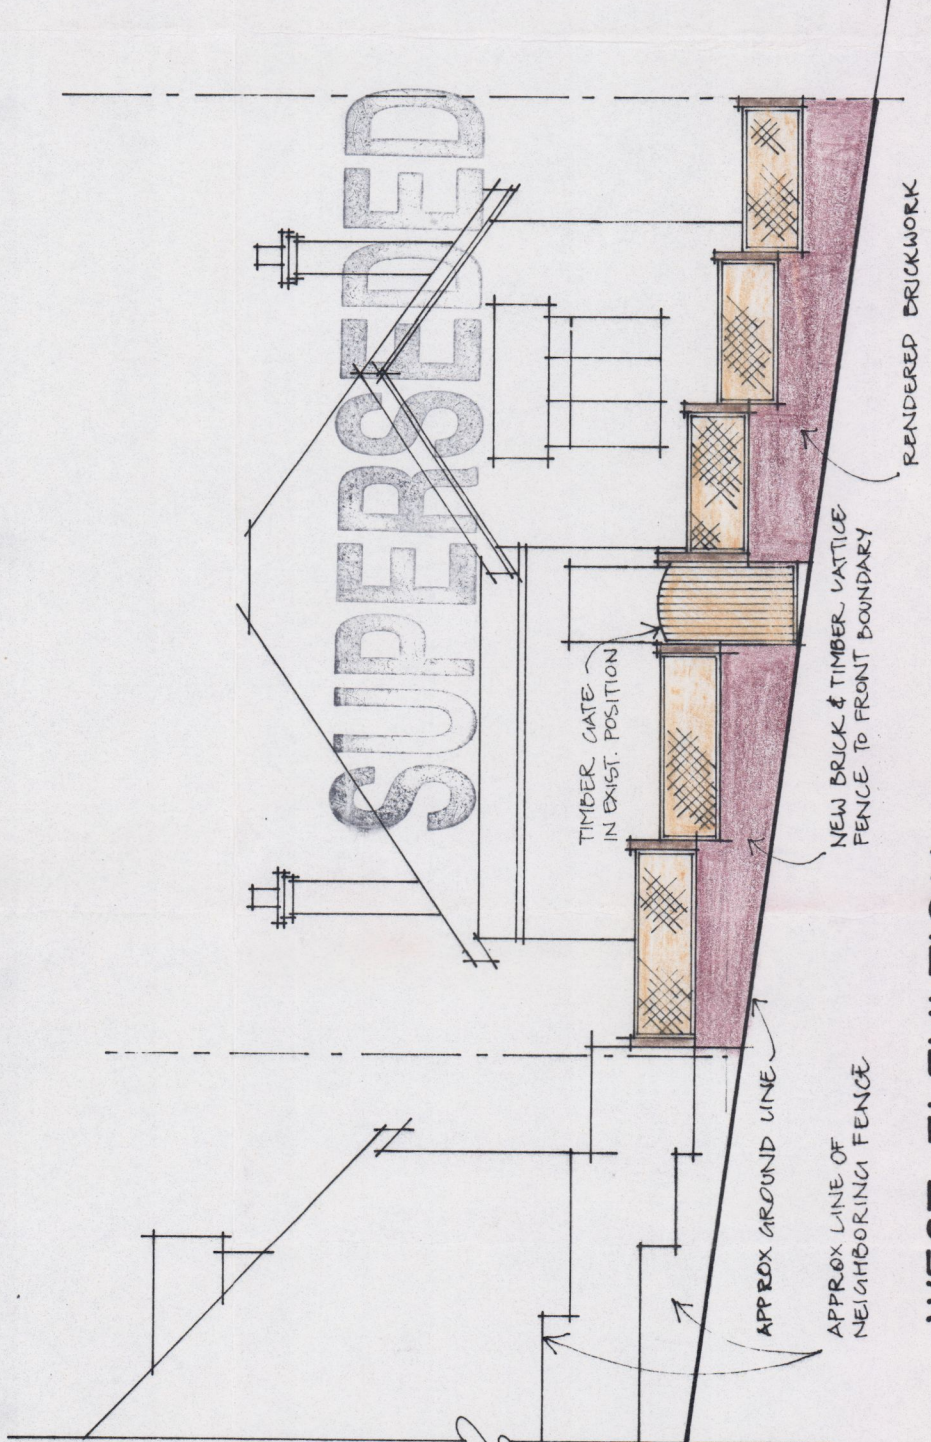 SUPERSEDED
TIMBER GATE
IN EXIST. POSITION
RENDERED BRICKWORK
NEW BRICK & TIMBER LATTICE
FENCE TO FRONT BOUNDARY
APPROX GROUND LINE
APPROX LINE OF
NEIGHBORING FENCE